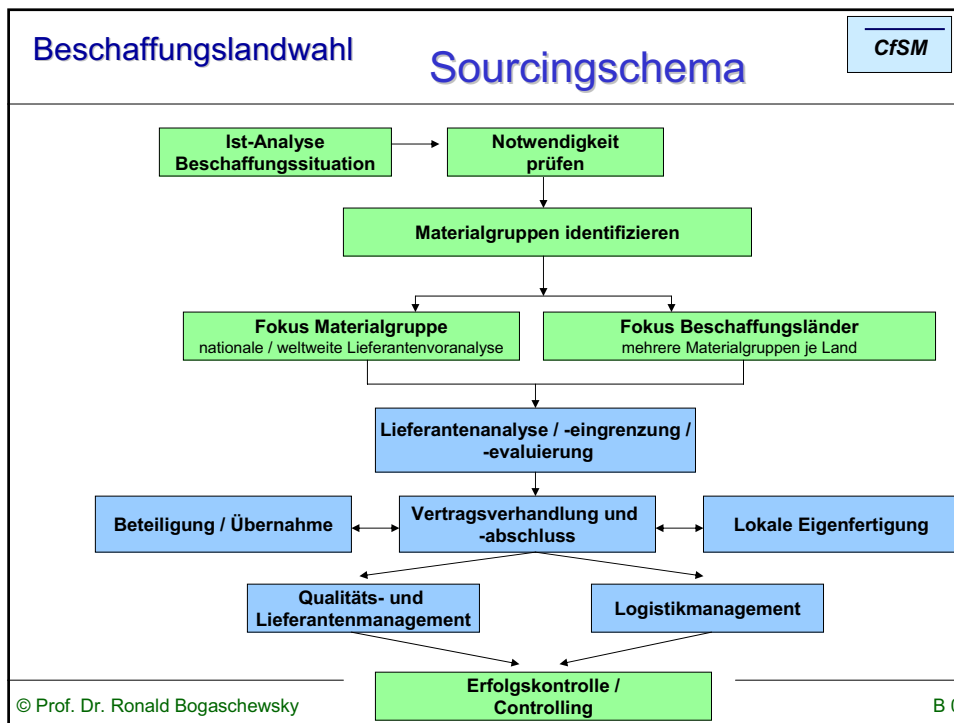 Beschaffungslandwahl
Sourcingschema
CfSM
Ist-Analyse
Beschaffungssituation
Notwendigkeit
prüfen
Materialgruppen identifizieren
Fokus Materialgruppe
nationale / weltweite Lieferantenvoranalyse
Fokus Beschaffungsländer
mehrere Materialgruppen je Land
Lieferantenanalyse / -eingrenzung /
-evaluierung
Beteiligung / Übernahme
Vertragsverhandlung und
-abschluss
Lokale Eigenfertigung
Qualitäts- und
Lieferantenmanagement
Logistikmanagement
Erfolgskontrolle /
Controlling
© Prof. Dr. Ronald Bogaschewsky
B